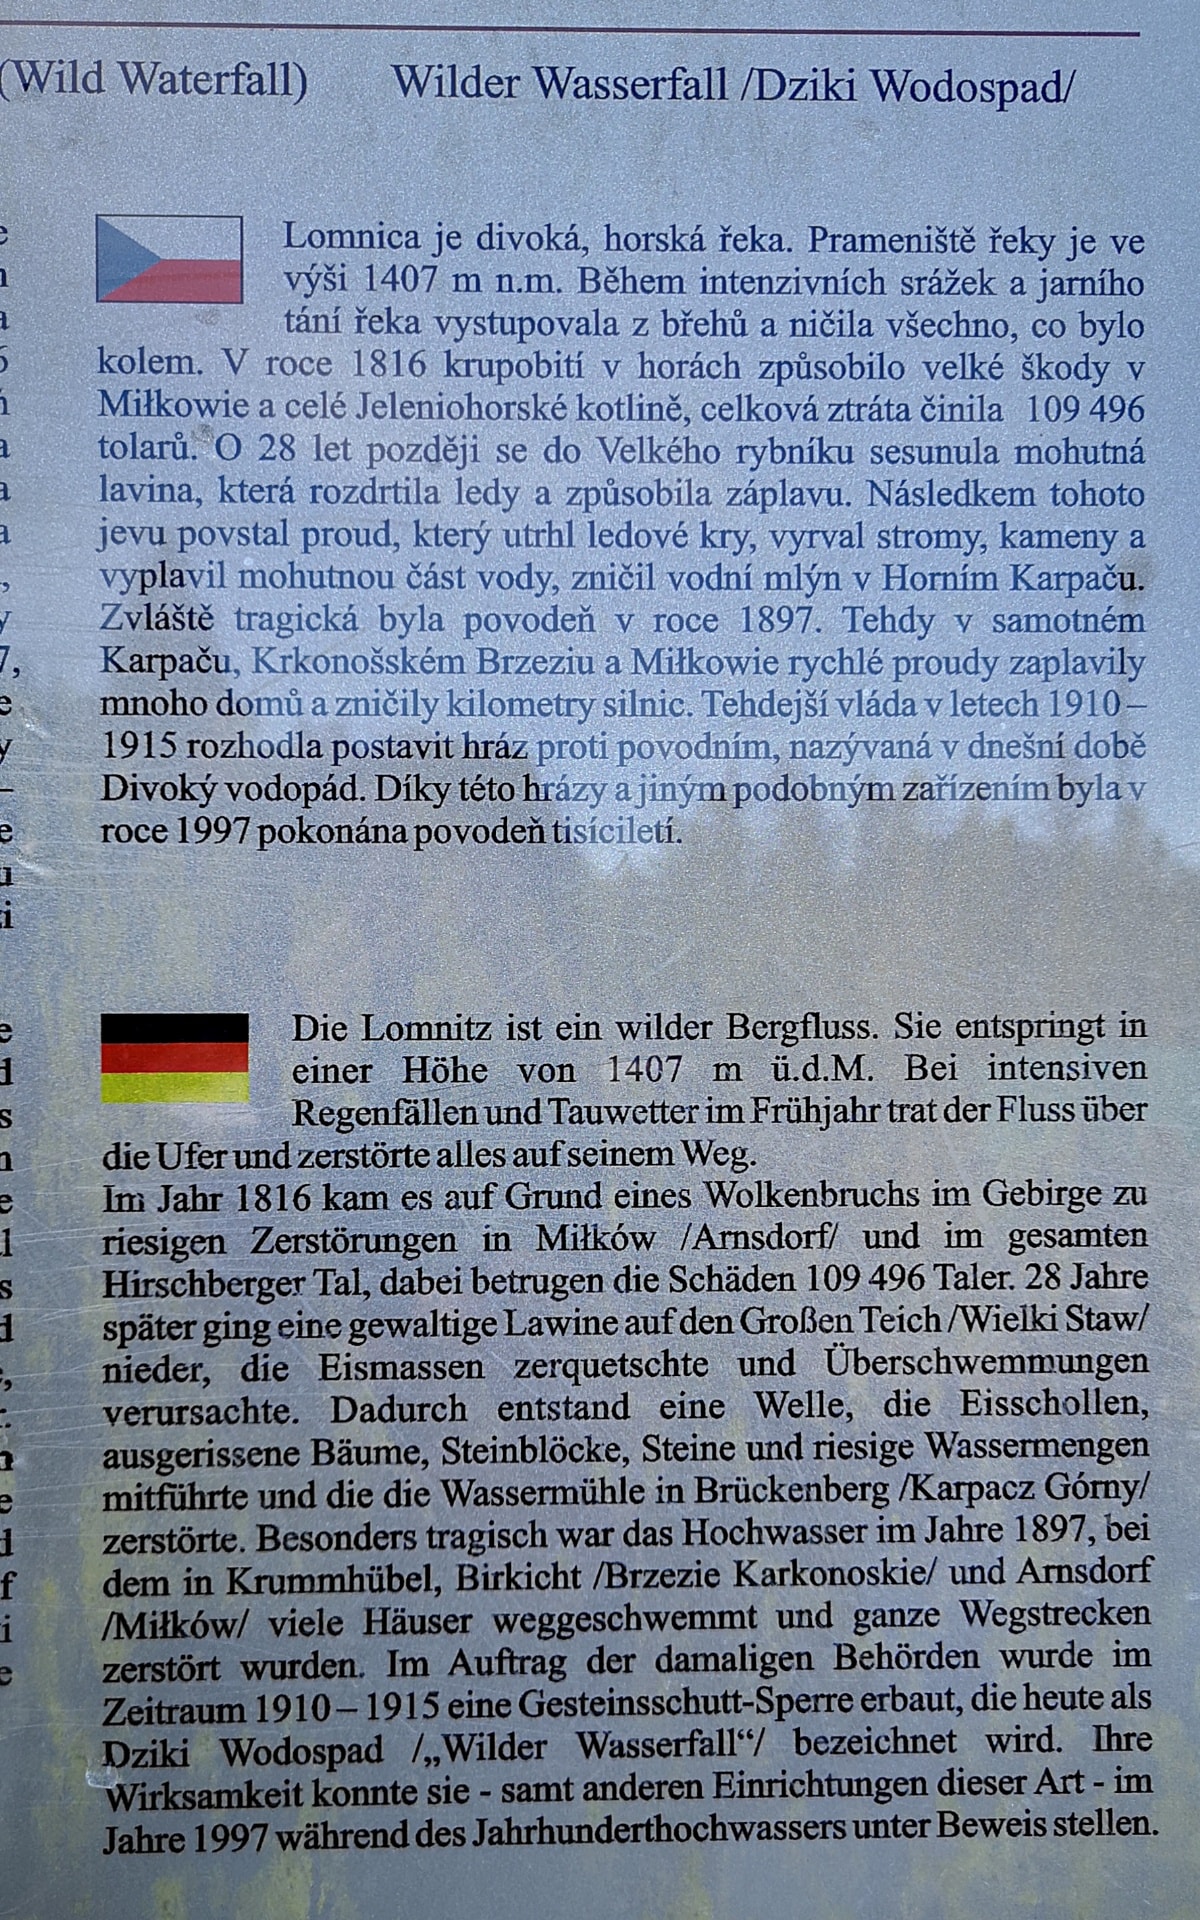 (Wild Waterfall) Wilder Wasserfall /Dziki Wodospad/
Lomnica je divoká, horská řeka. Prameniště řeky je ve
výši 1407 m n.m. Během intenzivních srážek a jarního
tání řeka vystupovala z břehů a ničila všechno, co bylo
kolem. V roce 1816 krupobití v horách způsobilo velké škody v
Miłkowie a celé Jeleniohorské kotlině, celková ztráta činila 109 496
tolarů. O 28 let později se do Velkého rybníku sesunula mohutná
lavina, která rozdrtila ledy a způsobila záplavu. Následkem tohoto
jevu povstal proud, který utrhl ledové kry, vyrval stromy, kameny a
vyplavil mohutnou část vody, zničil vodní mlýn v Horním Karpaču.
Zvláště tragická byla povodeň v roce 1897. Tehdy v samotném
Karpaču, Krkonošském Brzeziu a Miłkowie rychlé proudy zaplavily
mnoho domů a zničily kilometry silnic. Tehdejší vláda v letech 1910–
1915 rozhodla postavit hráz proti povodním, nazývaná v dnešní době
Divoký vodopád. Díky této hrázy a jiným podobným zařízením byla v
roce 1997 pokonána povodeň tisíciletí.
Die Lomnitz ist ein wilder Bergfluss. Sie entspringt in
einer Höhe von 1407 m ü.d.M. Bei intensiven
Regenfällen und Tauwetter im Frühjahr trat der Fluss über
die Ufer und zerstörte alles auf seinem Weg.
Im Jahr 1816 kam es auf Grund eines Wolkenbruchs im Gebirge zu
riesigen Zerstörungen in Miłków /Arnsdorf/ und im gesamten
Hirschberger Tal, dabei betrugen die Schäden 109 496 Taler. 28 Jahre
später ging eine gewaltige Lawine auf den Großen Teich /Wielki Staw/
nieder, die Eismassen zerquetschte und Überschwemmungen
verursachte. Dadurch entstand eine Welle, die Eisschollen,
ausgerissene Bäume, Steinblöcke, Steine und riesige Wassermengen
mitführte und die die Wassermühle in Brückenberg /Karpacz Górny/
zerstörte. Besonders tragisch war das Hochwasser im Jahre 1897, bei
dem in Krummhübel, Birkicht /Brzezie Karkonoskie/ und Arnsdorf
/Miłków/ viele Häuser weggeschwemmt und ganze Wegstrecken
zerstört wurden. Im Auftrag der damaligen Behörden wurde im
Zeitraum 1910–1915 eine Gesteinsschutt-Sperre erbaut, die heute als
Dziki Wodospad /„Wilder Wasserfall“/ bezeichnet wird. Ihre
Wirksamkeit konnte sie - samt anderen Einrichtungen dieser Art - im
Jahre 1997 während des Jahrhunderthochwassers unter Beweis stellen.